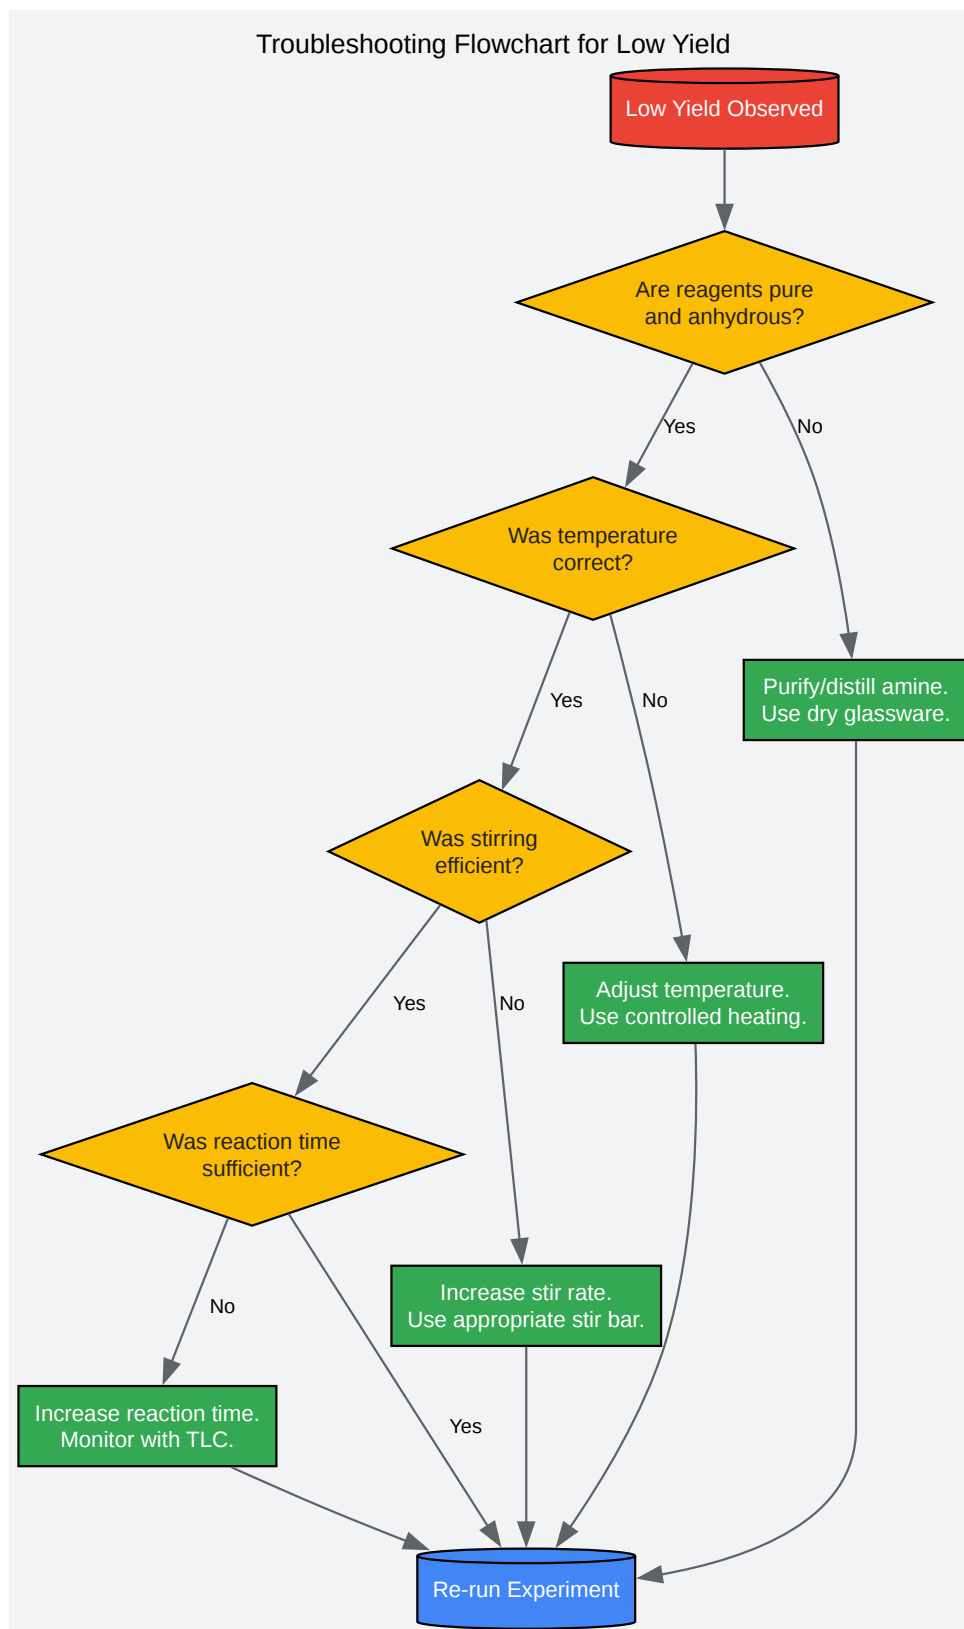 Troubleshooting Flowchart for Low Yield
Low Yield Observed
Are reagents pure
and anhydrous?
Yes
No
Was temperature
correct?
Purify/distill amine.
Use dry glassware.
Yes
No
Was stirring
efficient?
Adjust temperature.
Use controlled heating.
Yes
No
Was reaction time
sufficient?
Increase stir rate.
Use appropriate stir bar.
No
Increase reaction time.
Monitor with TLC.
Yes
Re-run Experiment